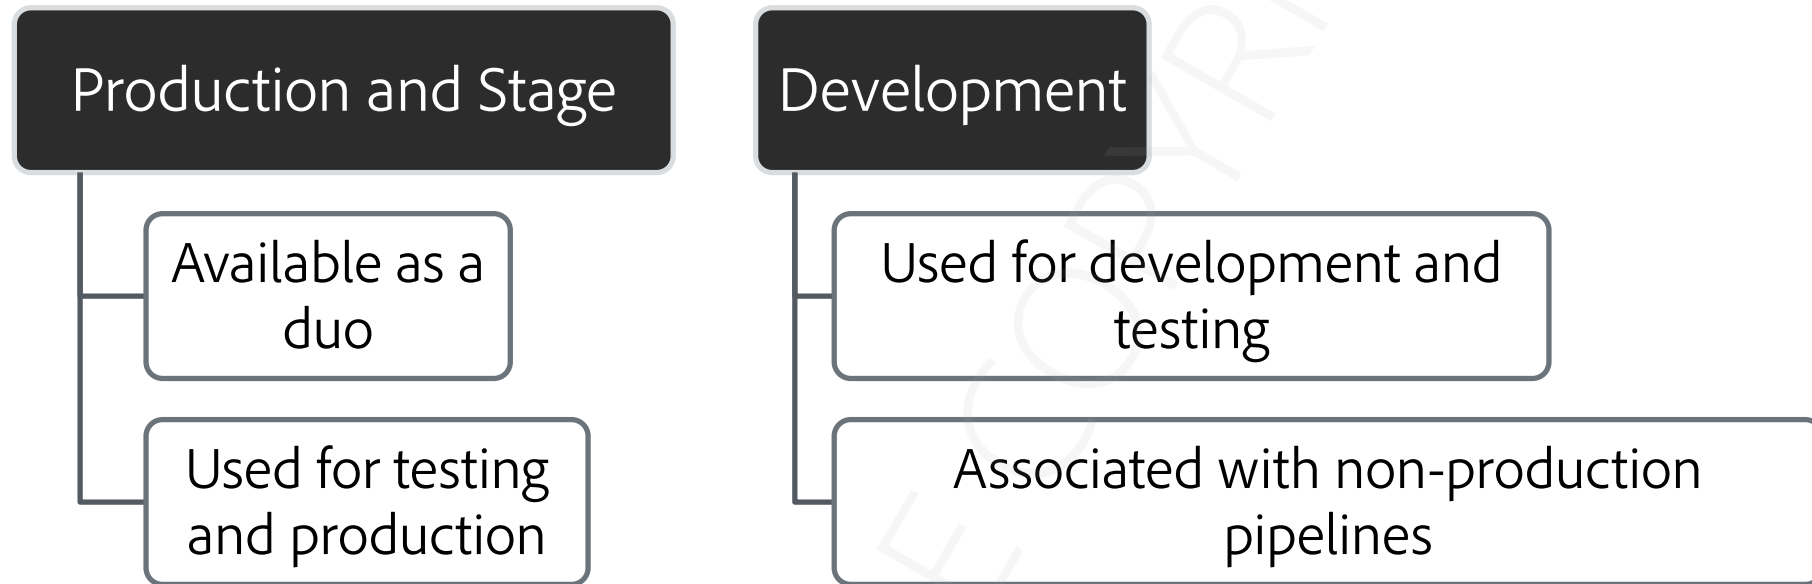 Production and Stage
Available as a
duo
Used for testing
and production
Development
Used for development and
testing
Associated with non-production
pipelines
E COPYRI